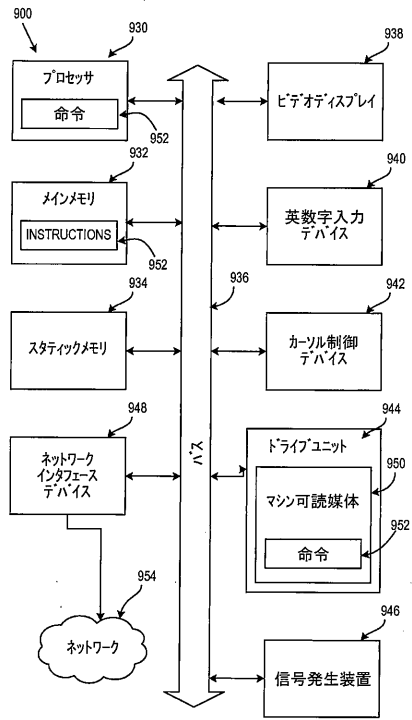 900
930
プロセッサ
命令
952
932
メインメモリ
INSTRUCTIONS
952
934
スタティックメモリ
948
ネットワーク
インタフェース
デバイス
954
ネットワーク
936
バス
938
ビデオディスプレイ
940
英数字入力
デバイス
942
カーソル制御
デバイス
944
ドライブユニット
950
マシン可読媒体
952
命令
946
信号発生装置